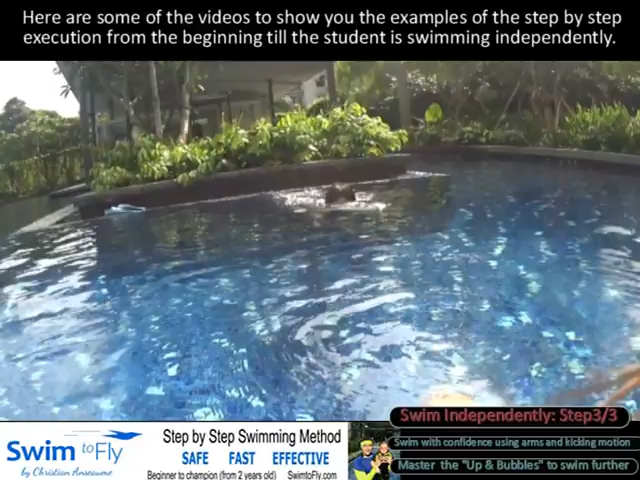 Here are some of the videos to show you the examples of the step by step
execution from the beginning till the student is swimming independently.
Swim Independently: Step3/3
Swim with confidence using arms and kicking motion
Master the "Up & Bubbles" to swim further
Swim to Fly
by Christian Ansciaume
Step by Step Swimming Method
SAFE FAST EFFECTIVE
Beginner to champion (from 2 years old) SwimtoFly.com